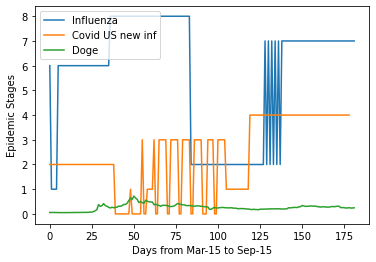 8
7
6
5
4
3
2
1
0
Epidemic Stages
Influenza
Covid US new inf
Doge
0 25 50 75 100 125 150 175
Days from Mar-15 to Sep-15